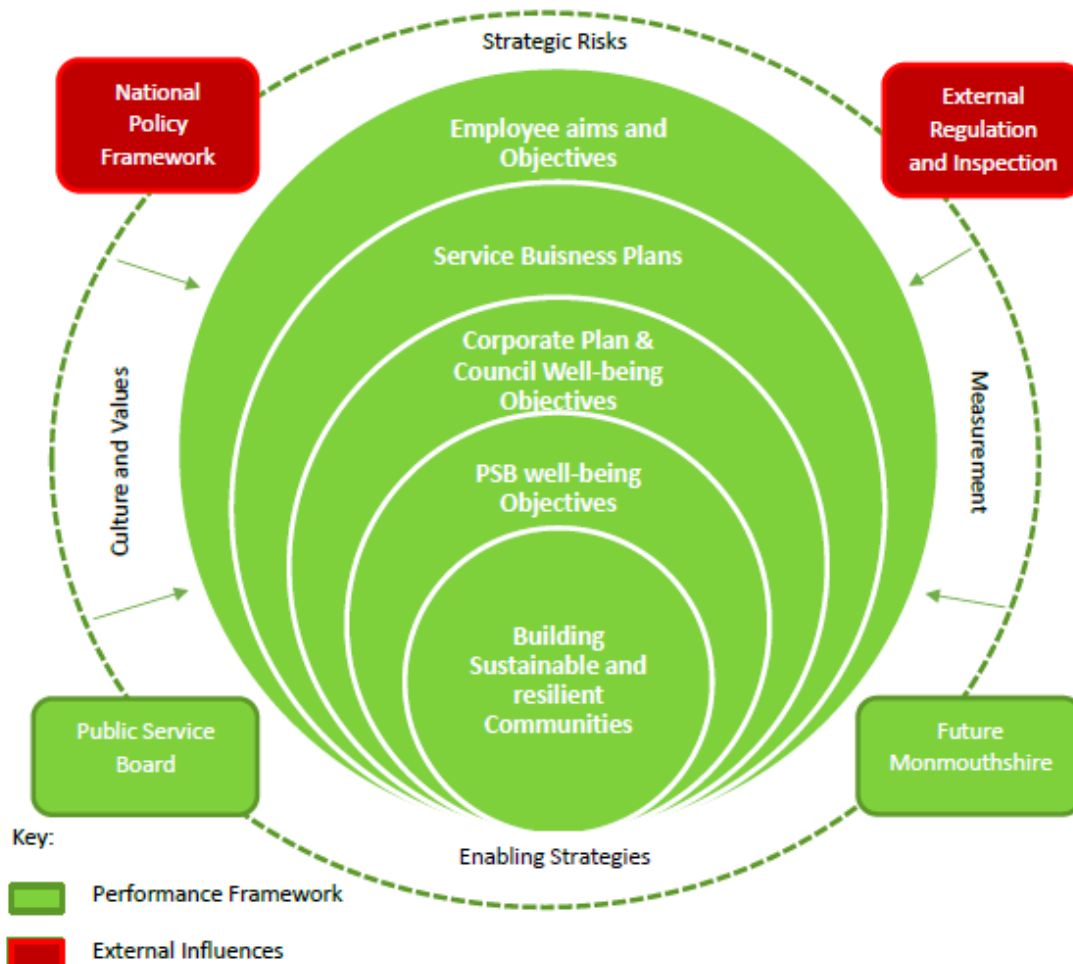 Strategic Risks
National
Policy
Framework
External
Regulation
and Inspection
Employee aims and
Objectives
Service Buisness Plans
Corporate Plan &
Council Well-being
Objectives
Culture and Values
Measurement
PSB well-being
Objectives
Building
Sustainable and
resilient
Communities
Public Service
Board
Future
Monmouthshire
Enabling Strategies
Key:
Performance Framework
External Influences